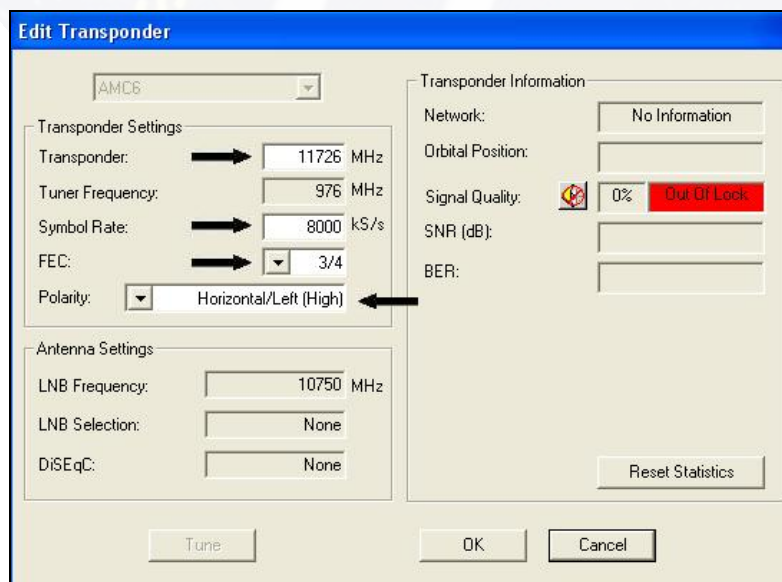 Edit Transponder
AMC6
Transponder Settings
Transponder: 11726 MHz
Tuner Frequency: 976 MHz
Symbol Rate: 8000 kS/s
FEC: 3/4
Polarity: Horizontal/Left (High)
Antenna Settings
LNB Frequency: 10750 MHz
LNB Selection: None
DiSEqC: None
Transponder Information
Network: No Information
Orbital Position:
Signal Quality: 0% Out Of Lock
SNR (dB):
BER:
Reset Statistics
Tune OK Cancel